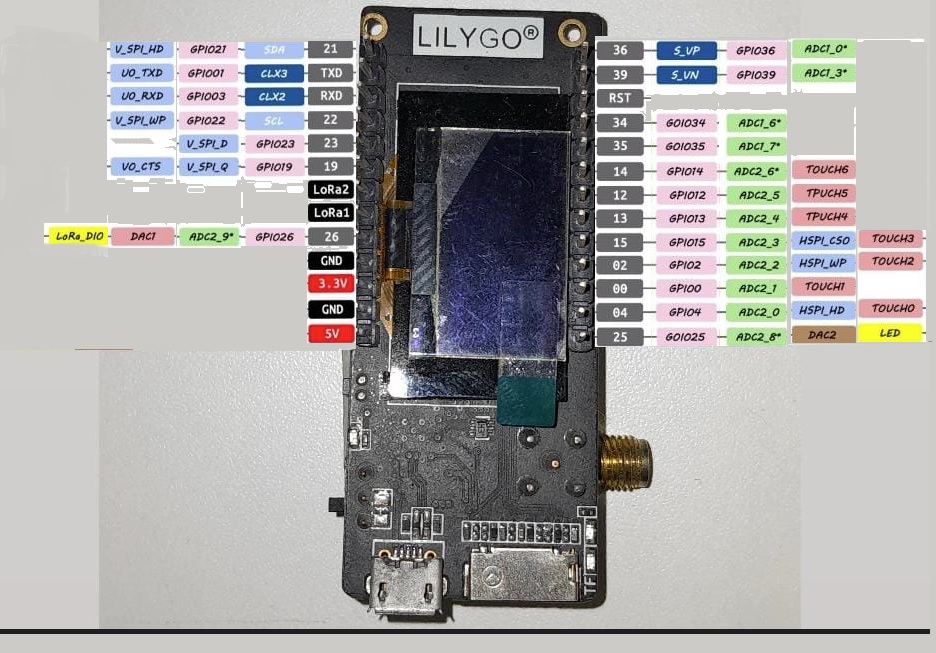 LILYGO®
V_SPI_HD GPIO21 SDA 21
U0_TXD GPIO01 CLX3 TXD
U0_RXD GPIO03 CLX2 RXD
V_SPI_WP GPIO22 SCL 22
V_SPI_D GPIO23 23
VO_CTS V_SPI_Q GPIO19 19
LoRa2
LoRa1
LoRa_DIO DAC1 ADC2_9* GPIO26 26
GND
3.3V
GND
5V
36 S_VP GPIO36 ADC1_0*
39 S_VN GPIO39 ADC1_3*
RST
34 GOIO34 ADC1_6*
35 GOIO35 ADC1_7*
14 GPIO14 ADC2_6* TOUCH6
12 GPIO12 ADC2_5 TPUCH5
13 GPIO13 ADC2_4 TPUCH4
15 GPIO15 ADC2_3 HSPI_CSO TOUCH3
02 GPIO2 ADC2_2 HSPI_WP TOUCH2
00 GPIO0 ADC2_1 TOUCH1
04 GPIO4 ADC2_0 HSPI_HD TOUCH0
25 GOIO25 ADC2_8* DAC2 LED
TF